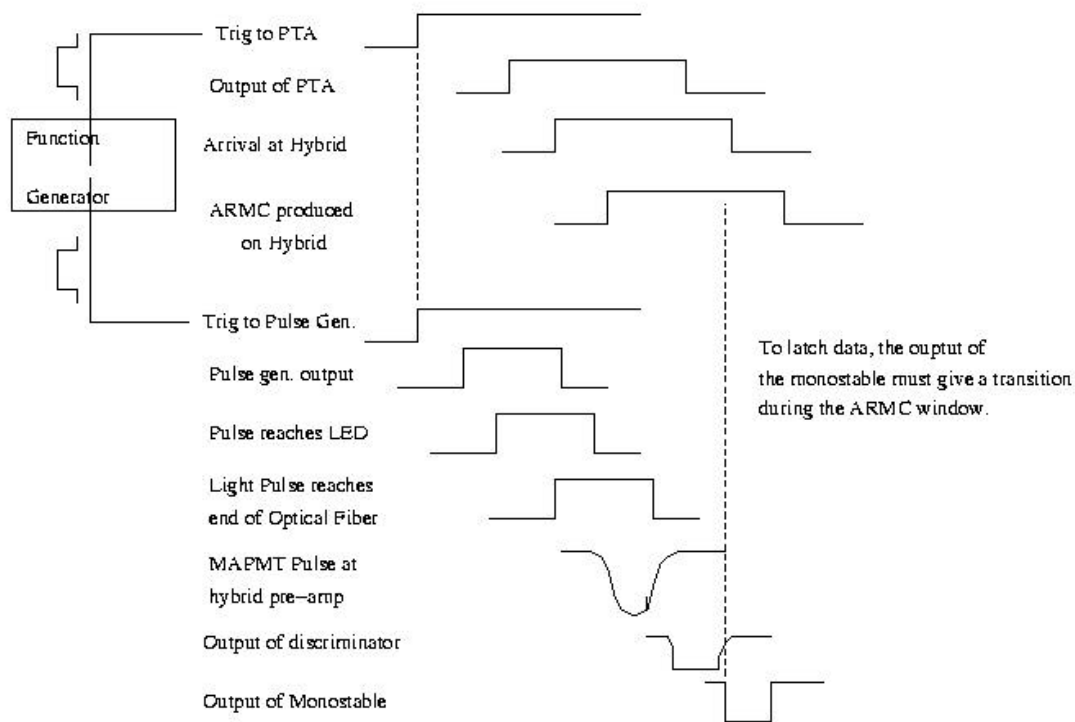 Trig to PTA
Output of PTA
Function
Generator
Arrival at Hybrid
ARMC produced
on Hybrid
Trig to Pulse Gen.
Pulse gen. output
To latch data, the ouptut of
the monostable must give a transition
during the ARMC window.
Pulse reaches LED
Light Pulse reaches
end of Optical Fiber
MAPMT Pulse at
hybrid pre-amp
Output of discriminator
Output of Monostable